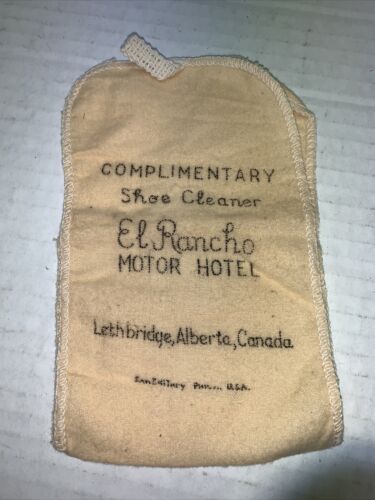 COMPLIMENTARY
Shoe Cleaner
El Rancho
MOTOR HOTEL
Lethbridge, Alberta, Canada
U.S.A.